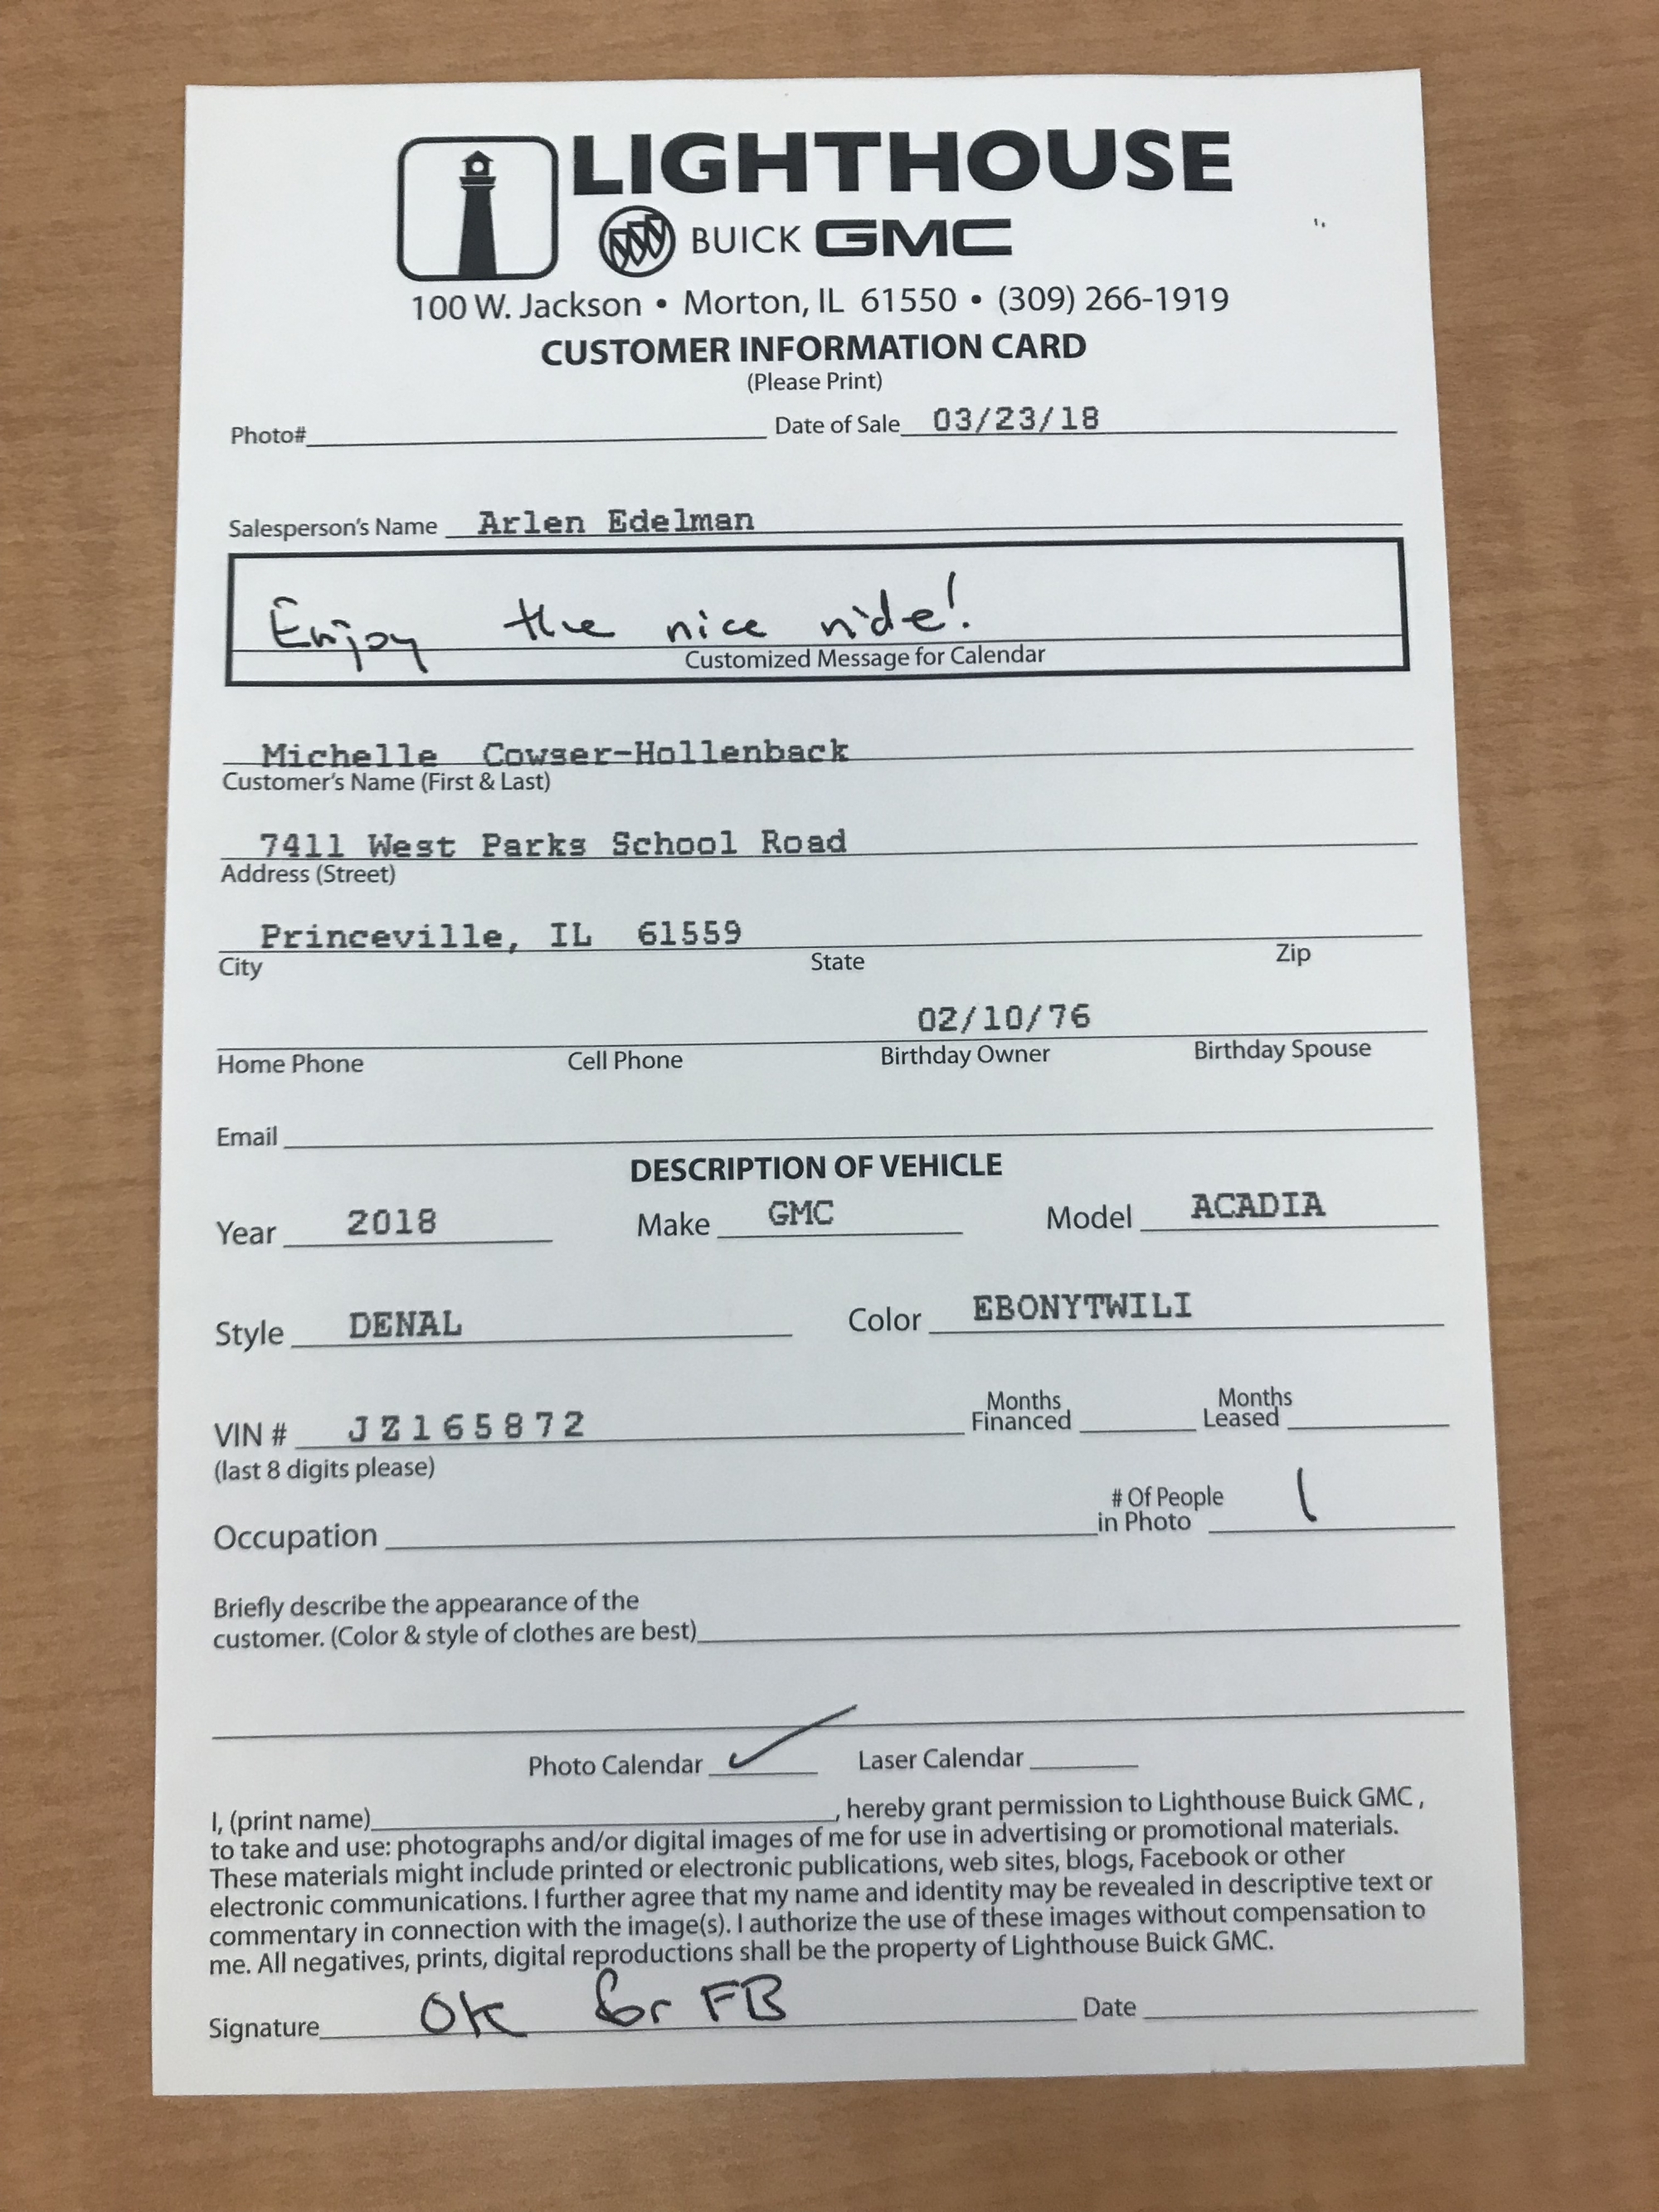 LIGHTHOUSE
BUICK GMC
100 W. Jackson • Morton, IL 61550 • (309) 266-1919
CUSTOMER INFORMATION CARD
(Please Print)
Photo# Date of Sale 03/23/18
Salesperson's Name Arlen Edelman
Enjoy the nice ride!
Customized Message for Calendar
Michelle Cowser-Hollenback
Customer's Name (First & Last)
7411 West Parks School Road
Address (Street)
Princeville, IL 61559
City State Zip
02/10/76
Home Phone Cell Phone Birthday Owner Birthday Spouse
Email
DESCRIPTION OF VEHICLE
Year 2018 Make GMC Model ACADIA
Style DENAL Color EBONYTWILI
VIN # JZ165872 Months Financed Months Leased
(last 8 digits please)
Occupation # Of People in Photo 1
Briefly describe the appearance of the
customer. (Color & style of clothes are best)
Photo Calendar ✓ Laser Calendar
I, (print name) , hereby grant permission to Lighthouse Buick GMC ,
to take and use: photographs and/or digital images of me for use in advertising or promotional materials.
These materials might include printed or electronic publications, web sites, blogs, Facebook or other
electronic communications. I further agree that my name and identity may be revealed in descriptive text or
commentary in connection with the image(s). I authorize the use of these images without compensation to
me. All negatives, prints, digital reproductions shall be the property of Lighthouse Buick GMC.
Signature OK for FB Date